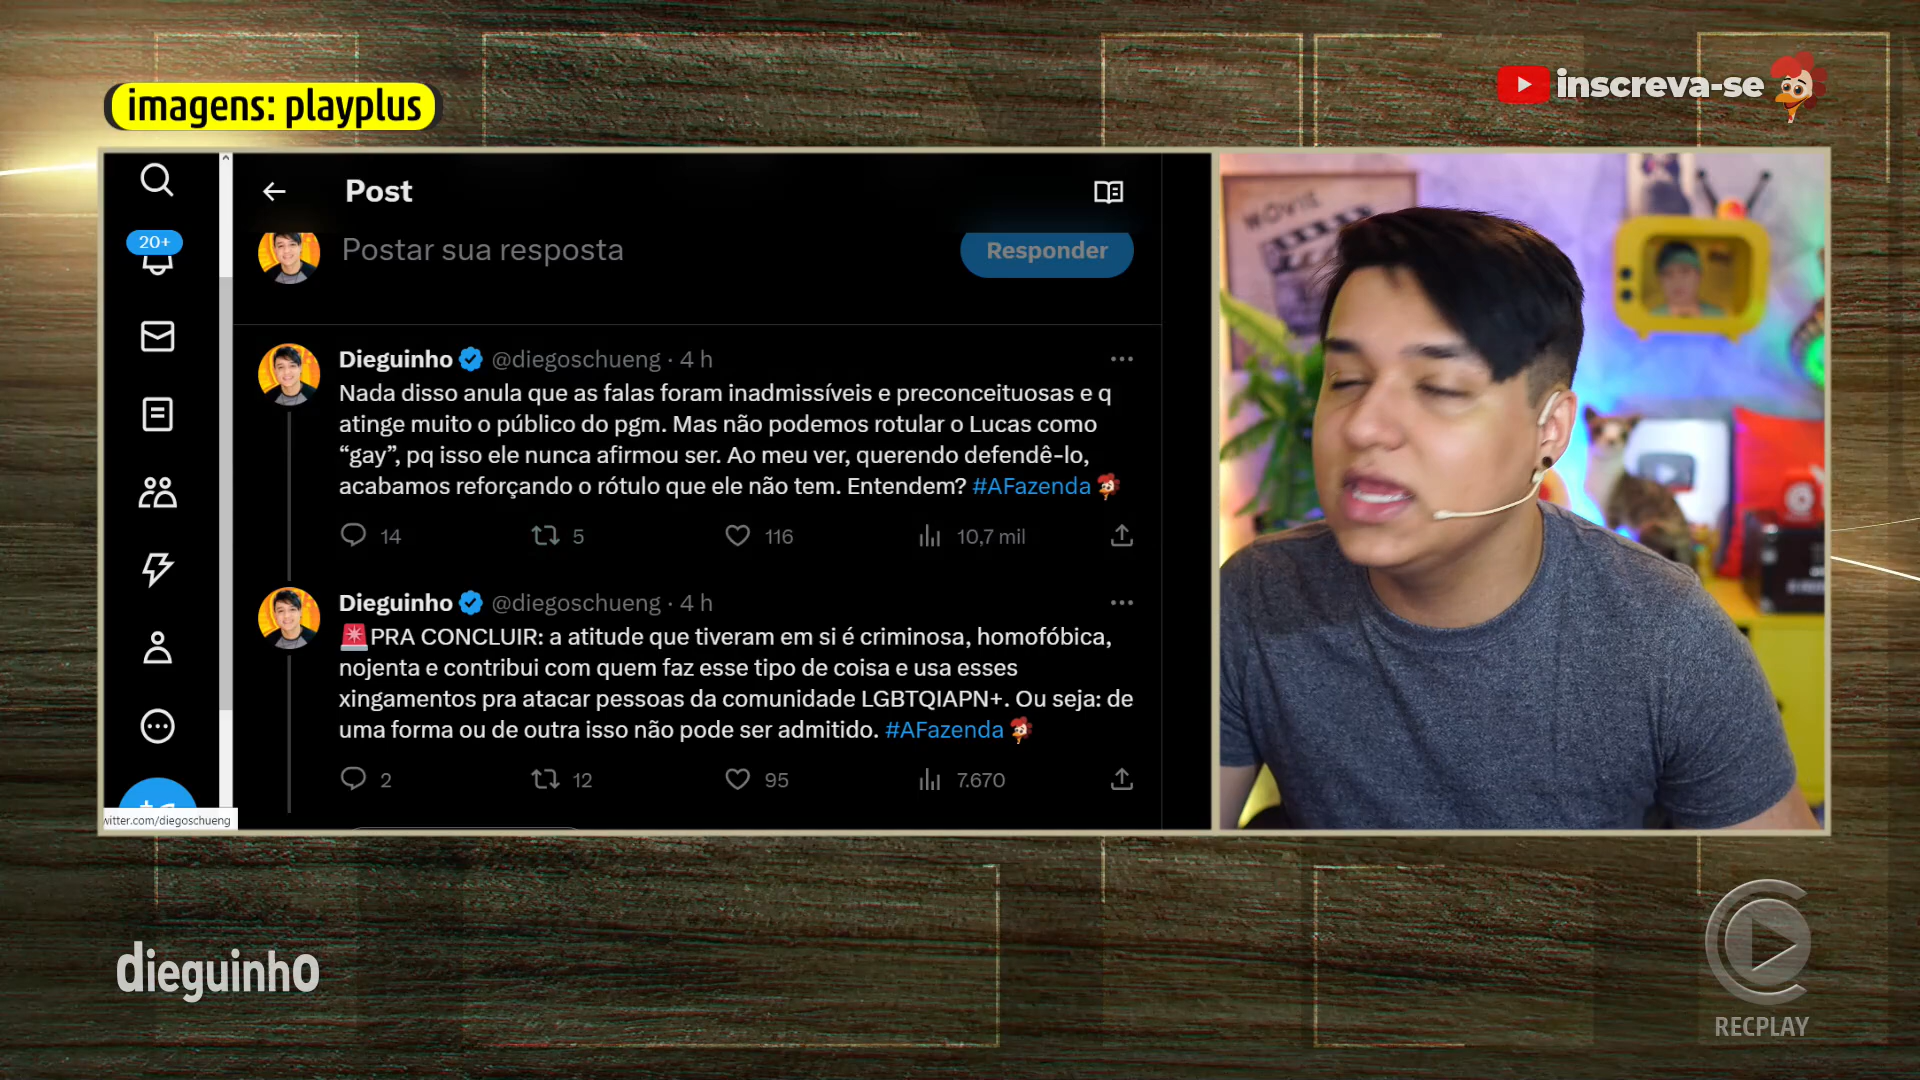 imagens: playplus
inscreva-se
MOVIE
20+
Post
Postar sua resposta
Responder
Dieguinho @diegoschueng · 4 h
Nada disso anula que as falas foram inadmissíveis e preconceituosas e q
atinge muito o público do pgm. Mas não podemos rotular o Lucas como
“gay”, pq isso ele nunca afirmou ser. Ao meu ver, querendo defendê-lo,
acabamos reforçando o rótulo que ele não tem. Entendem? #AFazenda
14 5 116 10,7 mil
Dieguinho @diegoschueng · 4 h
PRA CONCLUIR: a atitude que tiveram em si é criminosa, homofóbica,
nojenta e contribui com quem faz esse tipo de coisa e usa esses
xingamentos pra atacar pessoas da comunidade LGBTQIAPN+. Ou seja: de
uma forma ou de outra isso não pode ser admitido. #AFazenda
2 12 95 7.670
witter.com/diegoschueng
dieguinho
RECPLAY